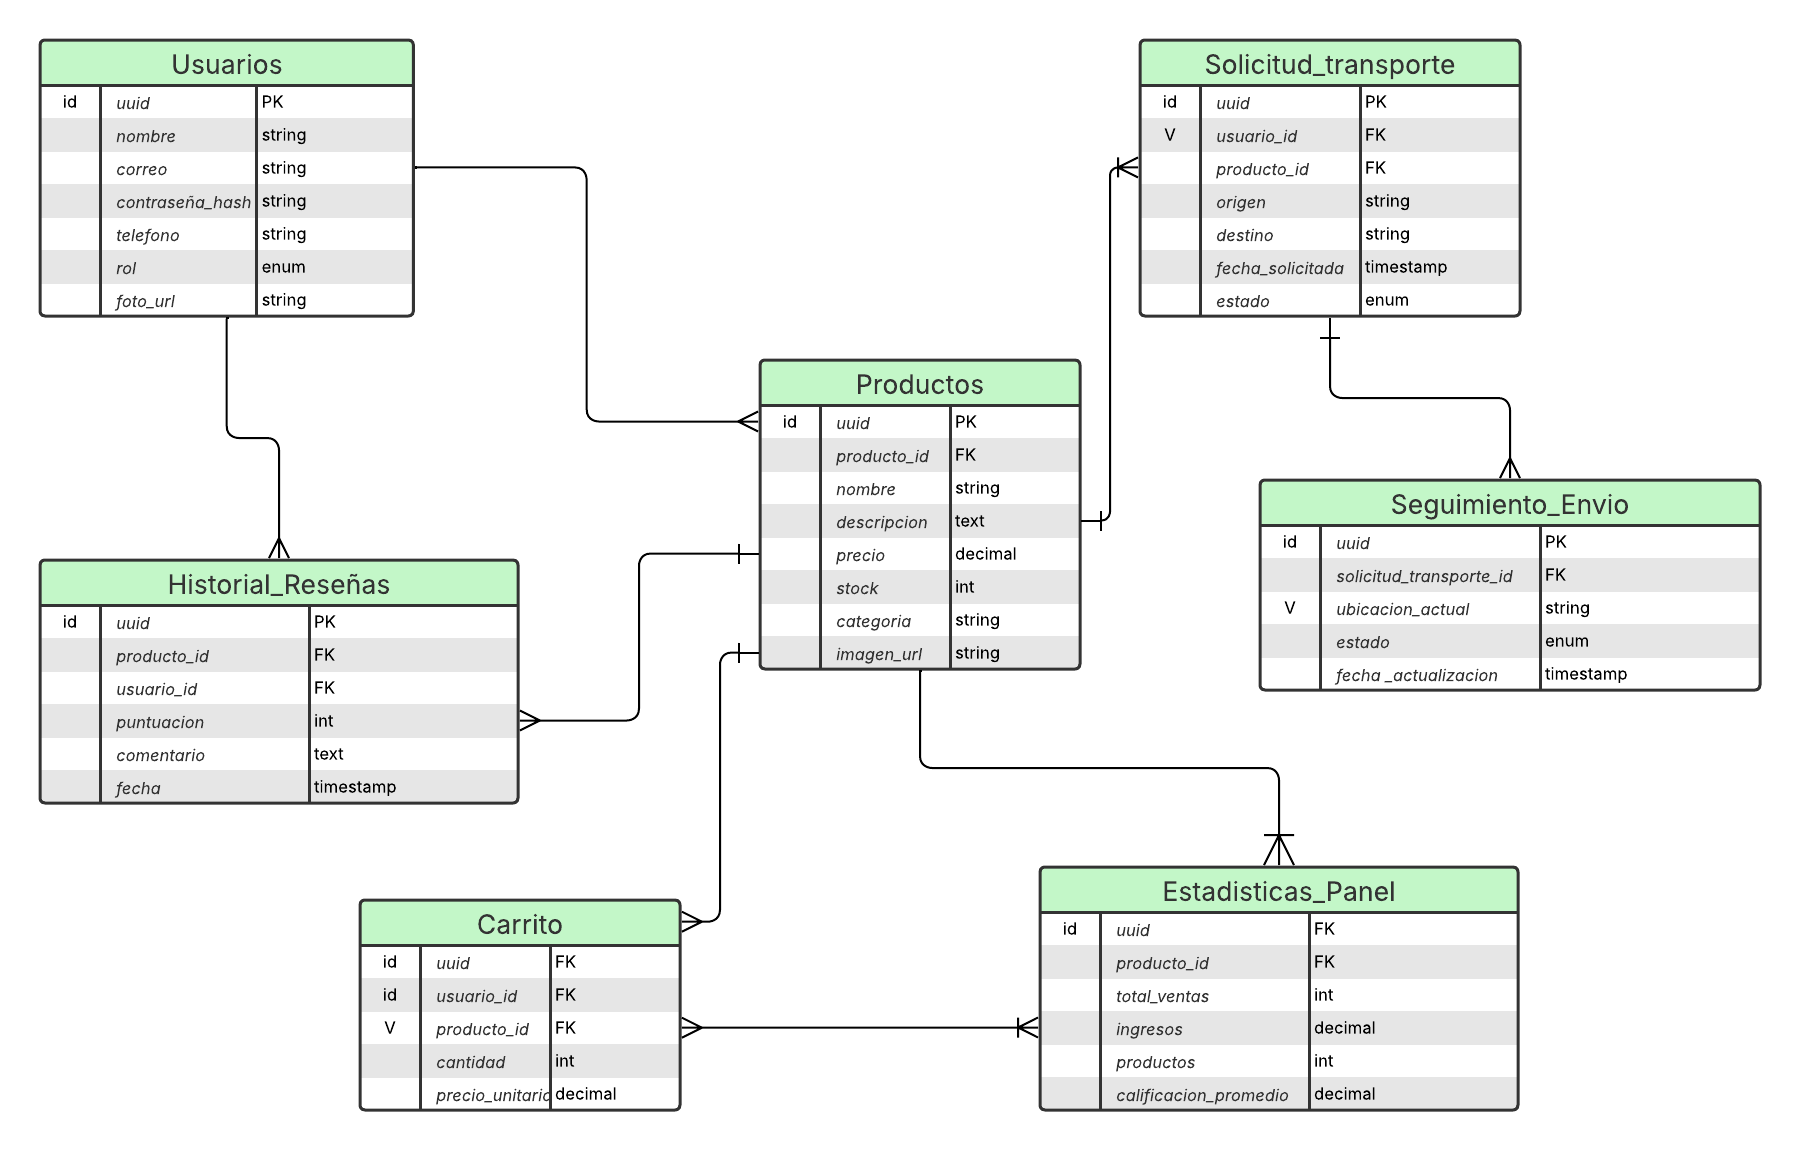 Usuarios
id uuid PK
nombre string
correo string
contraseña_hash string
telefono string
rol enum
foto_url string
Solicitud_transporte
id uuid PK
V usuario_id FK
producto_id FK
origen string
destino string
fecha_solicitada timestamp
estado enum
Productos
id uuid PK
producto_id FK
nombre string
descripcion text
precio decimal
stock int
categoria string
imagen_url string
Seguimiento_Envio
id uuid PK
solicitud_transporte_id FK
V ubicacion_actual string
estado enum
fecha _actualizacion timestamp
Historial_Reseñas
id uuid PK
producto_id FK
usuario_id FK
puntuacion int
comentario text
fecha timestamp
Carrito
id uuid FK
id usuario_id FK
V producto_id FK
cantidad int
precio_unitario decimal
Estadisticas_Panel
id uuid FK
producto_id FK
total_ventas int
ingresos decimal
productos int
calificacion_promedio decimal